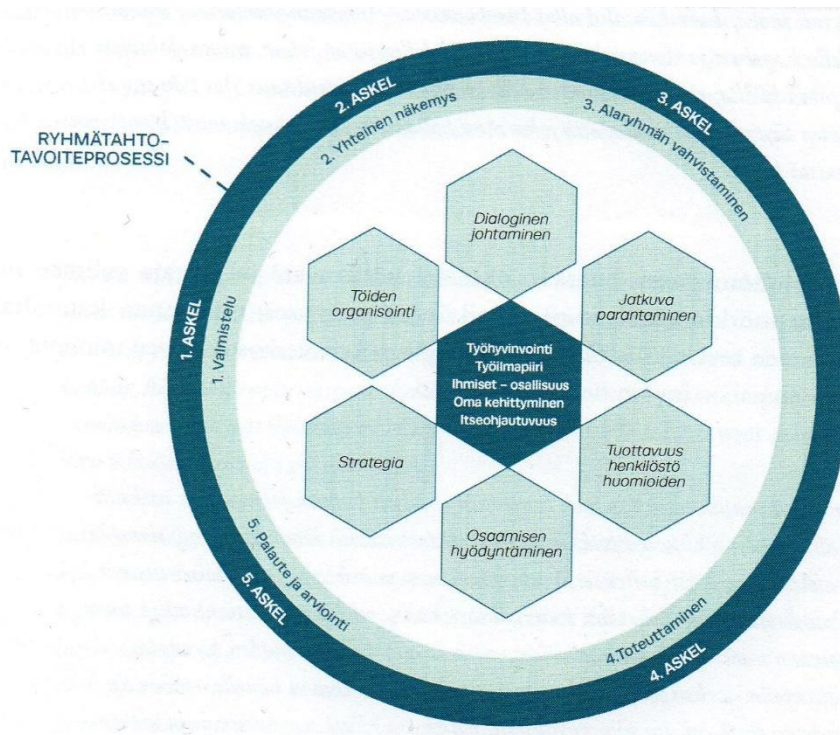 RYHMÄTAHTO-
TAVOITEPROSESSI
1. ASKEL
1. Valmistelu
2. ASKEL
2. Yhteinen näkemys
3. ASKEL
3. Alaryhmän vahvistaminen
4. ASKEL
4.Toteuttaminen
5. ASKEL
5. Palaute ja arviointi
Dialoginen
johtaminen
Töiden
organisointi
Jatkuva
parantaminen
Työhyvinvointi
Työilmapiiri
Ihmiset – osallisuus
Oma kehittyminen
Itseohjautuvuus
Strategia
Tuottavuus
henkilöstö
huomioiden
Osaamisen
hyödyntäminen